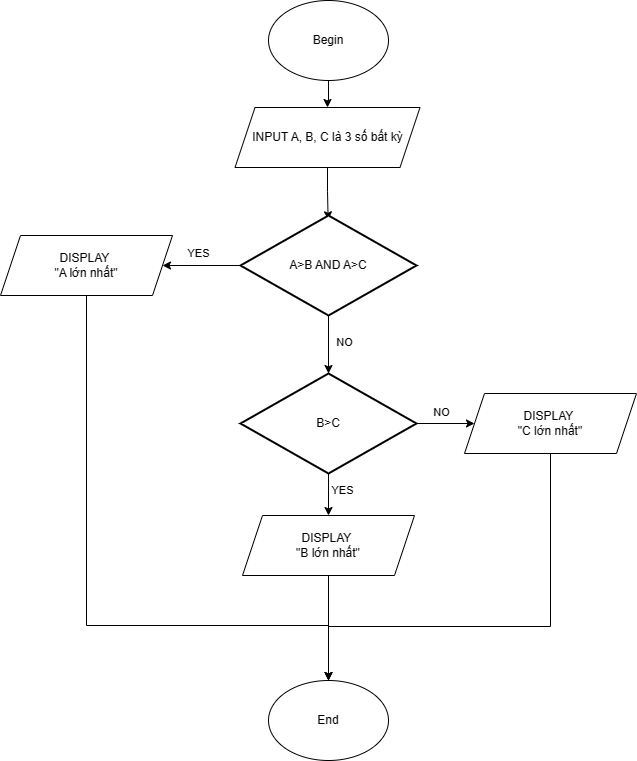 Begin
INPUT A, B, C là 3 số bất kỳ
A>B AND A>C
YES
DISPLAY
"A lớn nhất"
NO
B>C
NO
DISPLAY
"C lớn nhất"
YES
DISPLAY
"B lớn nhất"
End